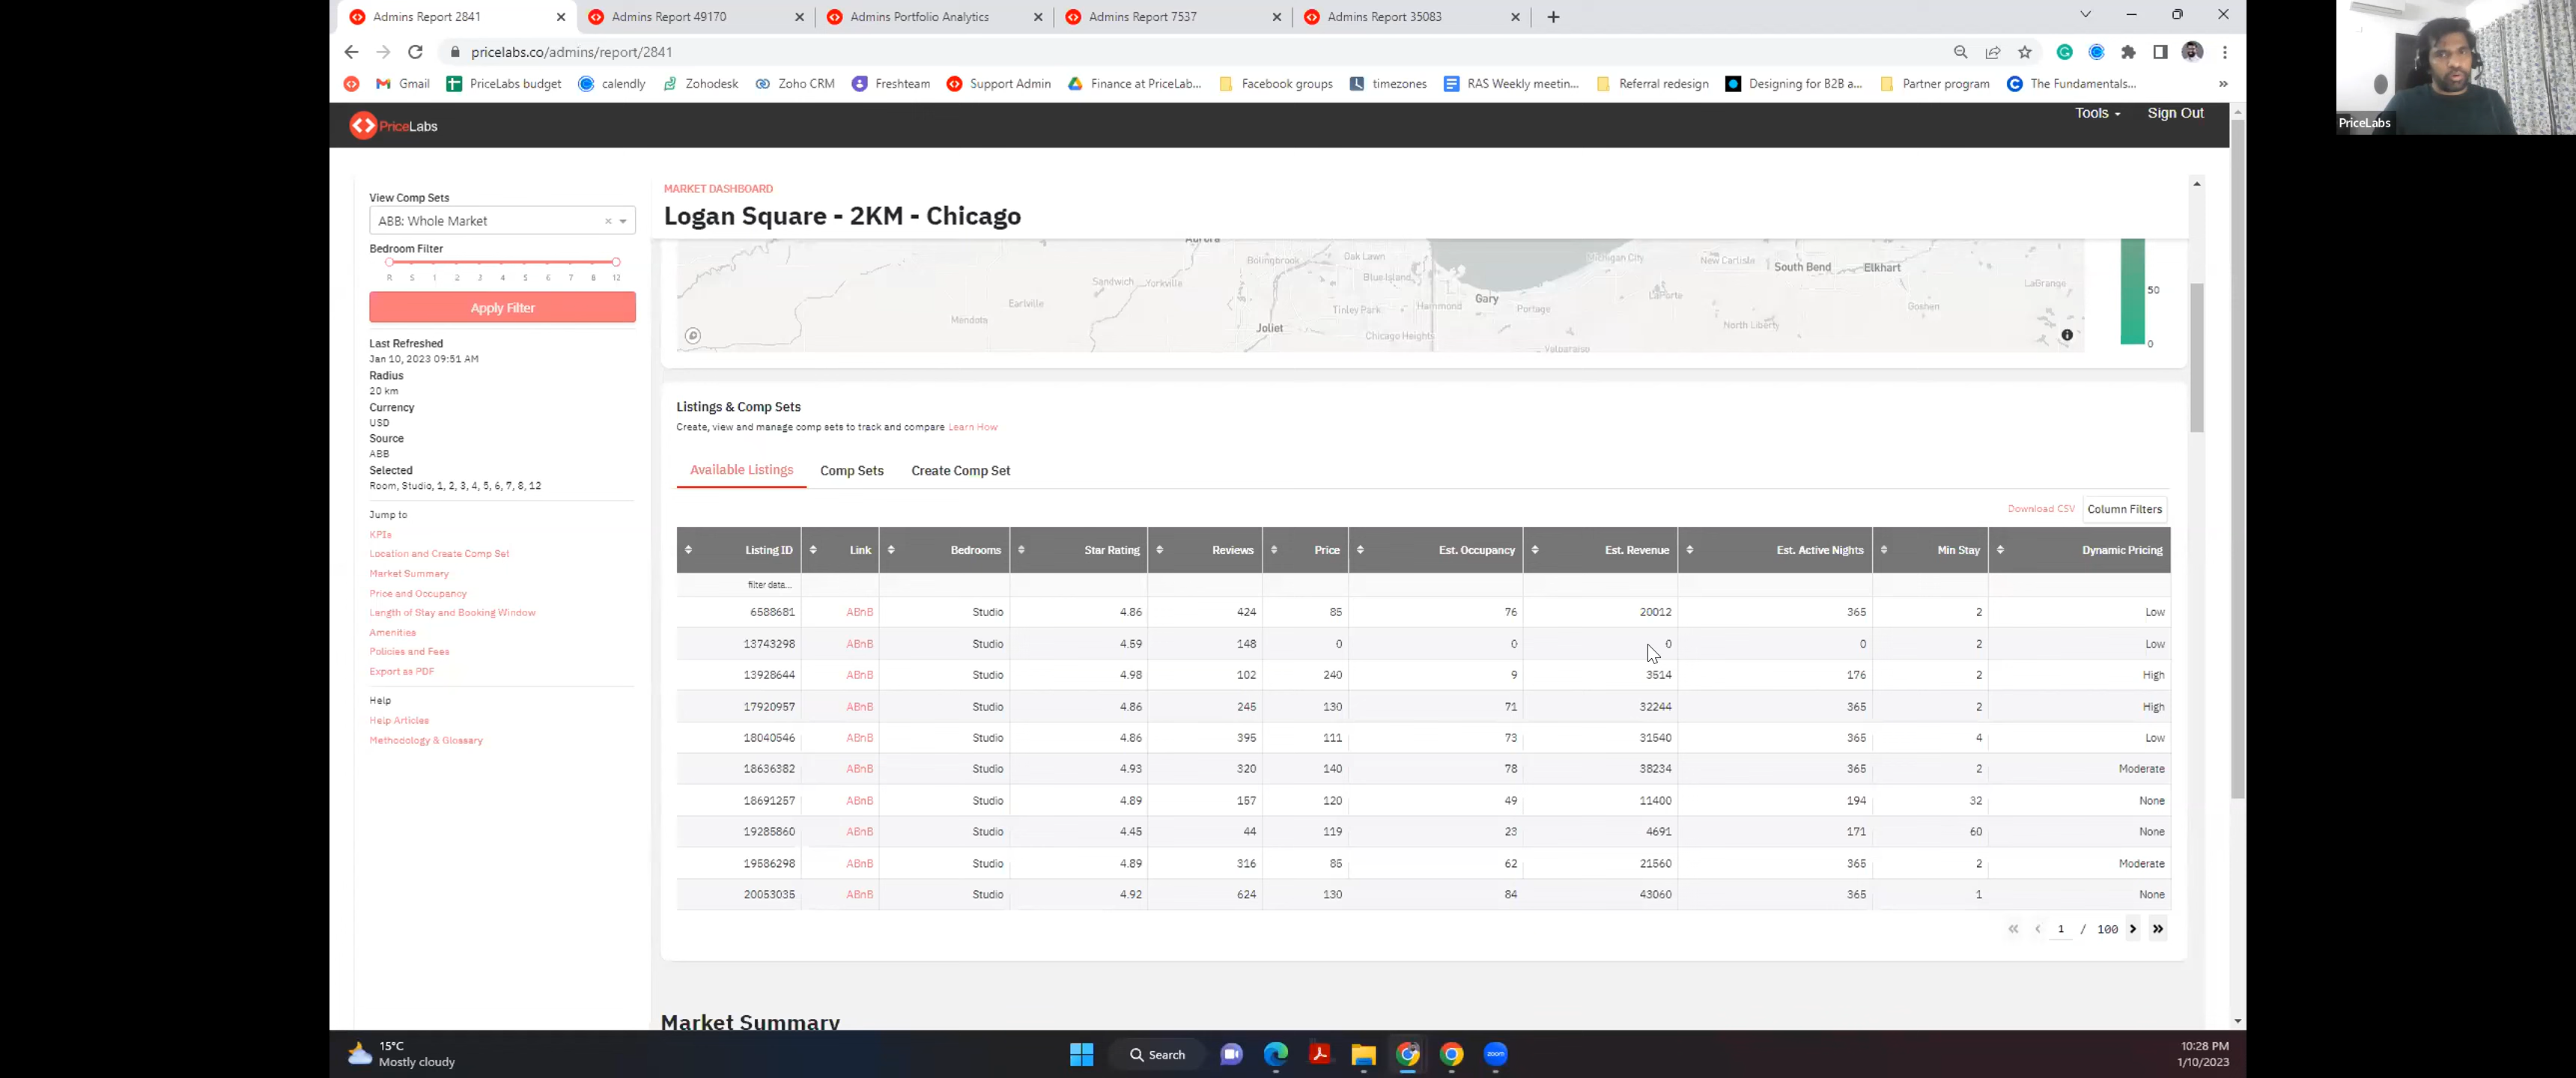 Admins Report 2841
Admins Report 49170
Admins Portfolio Analytics
Admins Report 7537
Admins Report 35083
pricelabs.co/admins/report/2841
Gmail
PriceLabs budget
calendly
Zohodesk
Zoho CRM
Freshteam
Support Admin
Finance at PriceLab...
Facebook groups
timezones
RAS Weekly meetin...
Referral redesign
Designing for B2B a...
Partner program
The Fundamentals...
PriceLabs
PriceLabs
Tools
Sign Out
View Comp Sets
ABB: Whole Market
Bedroom Filter
R S 1 2 3 4 5 6 7 8 12
Apply Filter
Last Refreshed
Jan 10, 2023 09:51 AM
Radius
20 km
Currency
USD
Source
ABB
Selected
Room, Studio, 1, 2, 3, 4, 5, 6, 7, 8, 12
Jump to
KPIs
Location and Create Comp Set
Market Summary
Price and Occupancy
Length of Stay and Booking Window
Amenities
Policies and Fees
Export as PDF
Help
Help Articles
Methodology & Glossary
MARKET DASHBOARD
Logan Square - 2KM - Chicago
Aurora
Bolingbrook
Oak Lawn
Michigan City
New Carlisle
South Bend
Elkhart
Sandwich
Yorkville
Blue Island
LaGrange
Earlville
Gary
Portage
LaPorte
Goshen
Mendota
Tinley Park
Hammond
Hobart
Joliet
Chicago Heights
Valparaiso
North Liberty
50
0
Listings & Comp Sets
Create, view and manage comp sets to track and compare Learn How
Available Listings
Comp Sets
Create Comp Set
Download CSV
Column Filters
Listing ID Link Bedrooms Star Rating Reviews Price Est. Occupancy Est. Revenue Est. Active Nights Min Stay Dynamic Pricing
filter data...
6588681 ABnB Studio 4.86 424 85 76 20012 365 2 Low
13743298 ABnB Studio 4.59 148 0 0 0 0 2 Low
13928644 ABnB Studio 4.98 102 240 9 3514 176 2 High
17920957 ABnB Studio 4.86 245 130 71 32244 365 2 High
18040546 ABnB Studio 4.86 395 111 73 31540 365 4 Low
18636382 ABnB Studio 4.93 320 140 78 38234 365 2 Moderate
18691257 ABnB Studio 4.89 157 120 49 11400 194 32 None
19285860 ABnB Studio 4.45 44 119 23 4691 171 60 None
19586298 ABnB Studio 4.89 316 85 62 21560 365 2 Moderate
20053035 ABnB Studio 4.92 624 130 84 43060 365 1 None
1 / 100
Market Summary
15°C
Mostly cloudy
Search
zoom
10:28 PM
1/10/2023